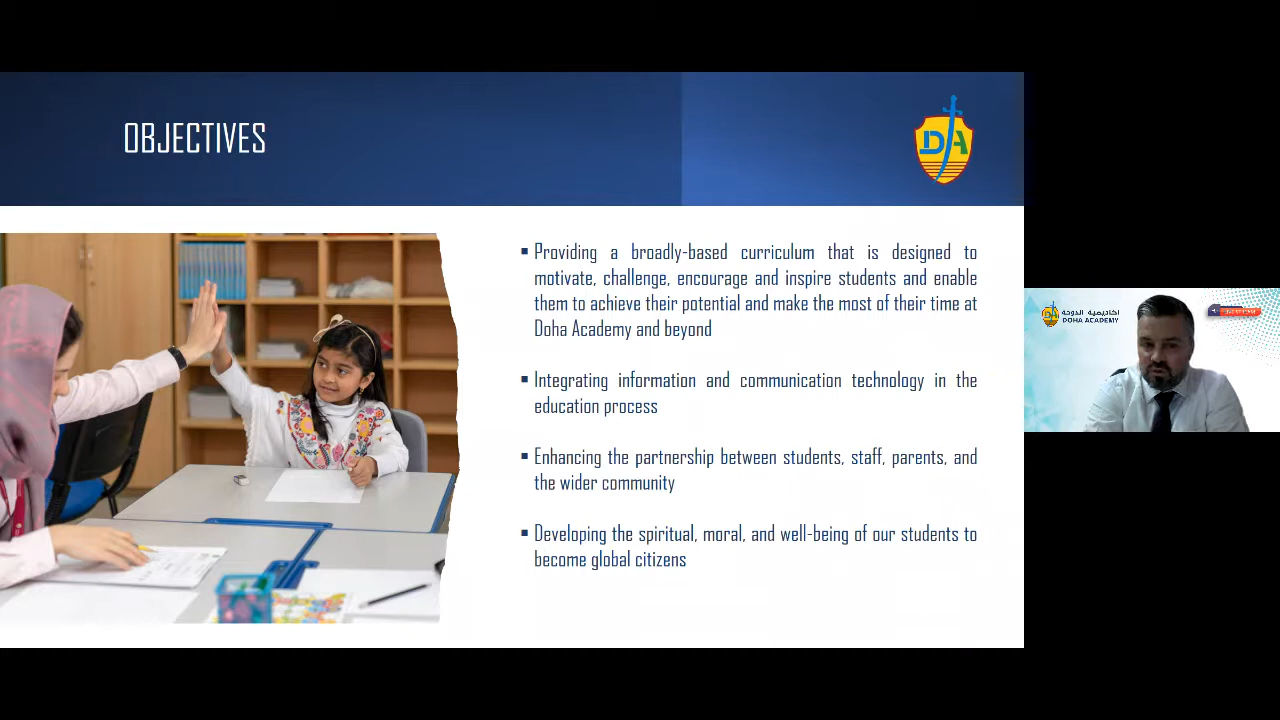 OBJECTIVES
DA
▪ Providing a broadly-based curriculum that is designed to
motivate, challenge, encourage and inspire students and enable
them to achieve their potential and make the most of their time at
Doha Academy and beyond
▪ Integrating information and communication technology in the
education process
▪ Enhancing the partnership between students, staff, parents, and
the wider community
▪ Developing the spiritual, moral, and well-being of our students to
become global citizens
أكاديمية الدوحة
DOHA ACADEMY